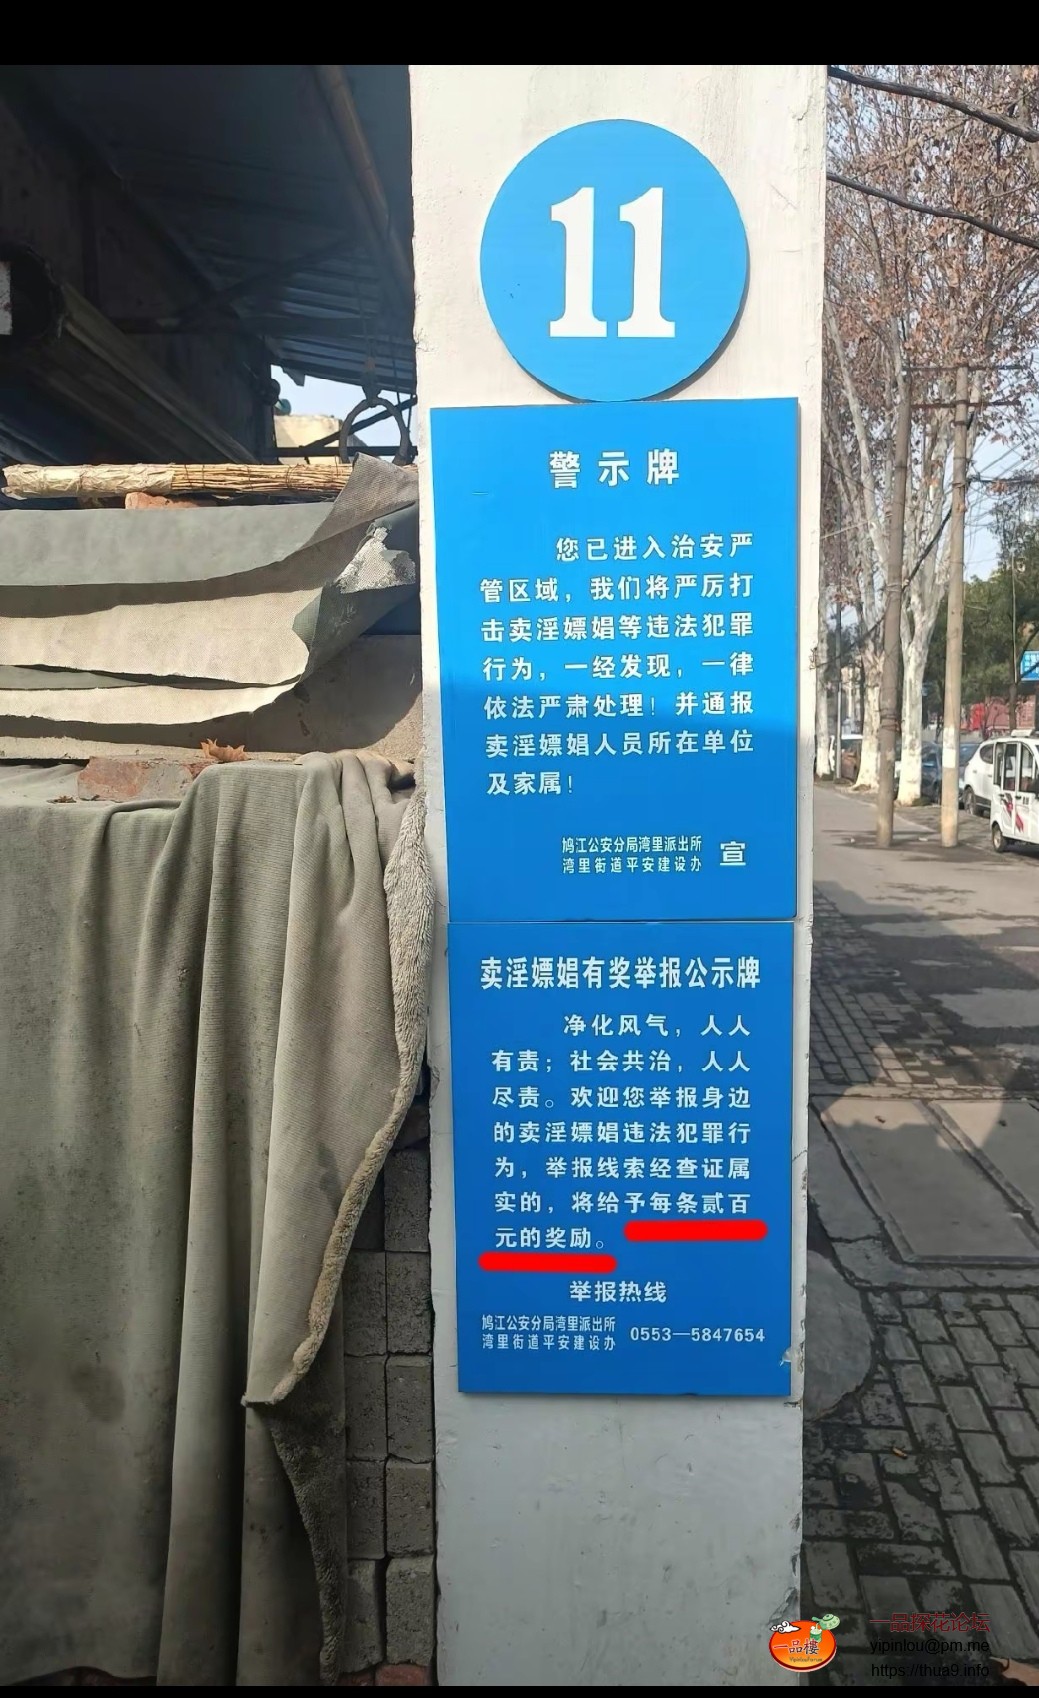 11
警示牌
您已进入治安严
管区域，我们将严厉打
击卖淫嫖娼等违法犯罪
行为，一经发现，一律
依法严肃处理！并通报
卖淫嫖娼人员所在单位
及家属！
鸠江公安分局湾里派出所
湾里街道平安建设办
宣
卖淫嫖娼有奖举报公示牌
净化风气，人人
有责；社会共治，人人
尽责。欢迎您举报身边
的卖淫嫖娼违法犯罪行
为，举报线索经查证属
实的，将给予每条贰百
元的奖励。
举报热线
鸠江公安分局湾里派出所
湾里街道平安建设办
0553—5847654
一品探花论坛
一品楼
yipinlou@pm.me
https://thua9.info